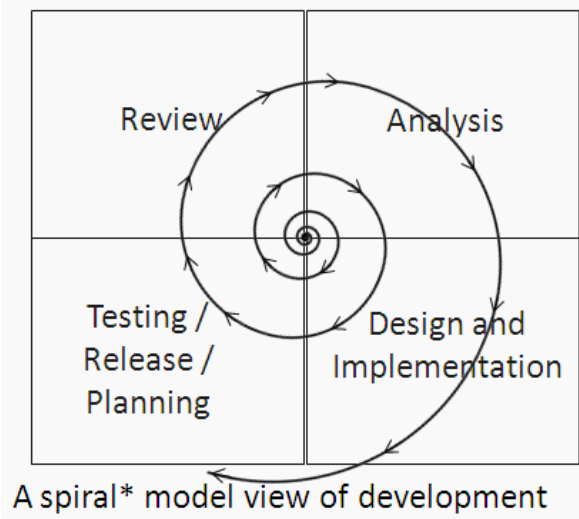 Review
Analysis
Testing /
Release /
Planning
Design and
Implementation
A spiral* model view of development